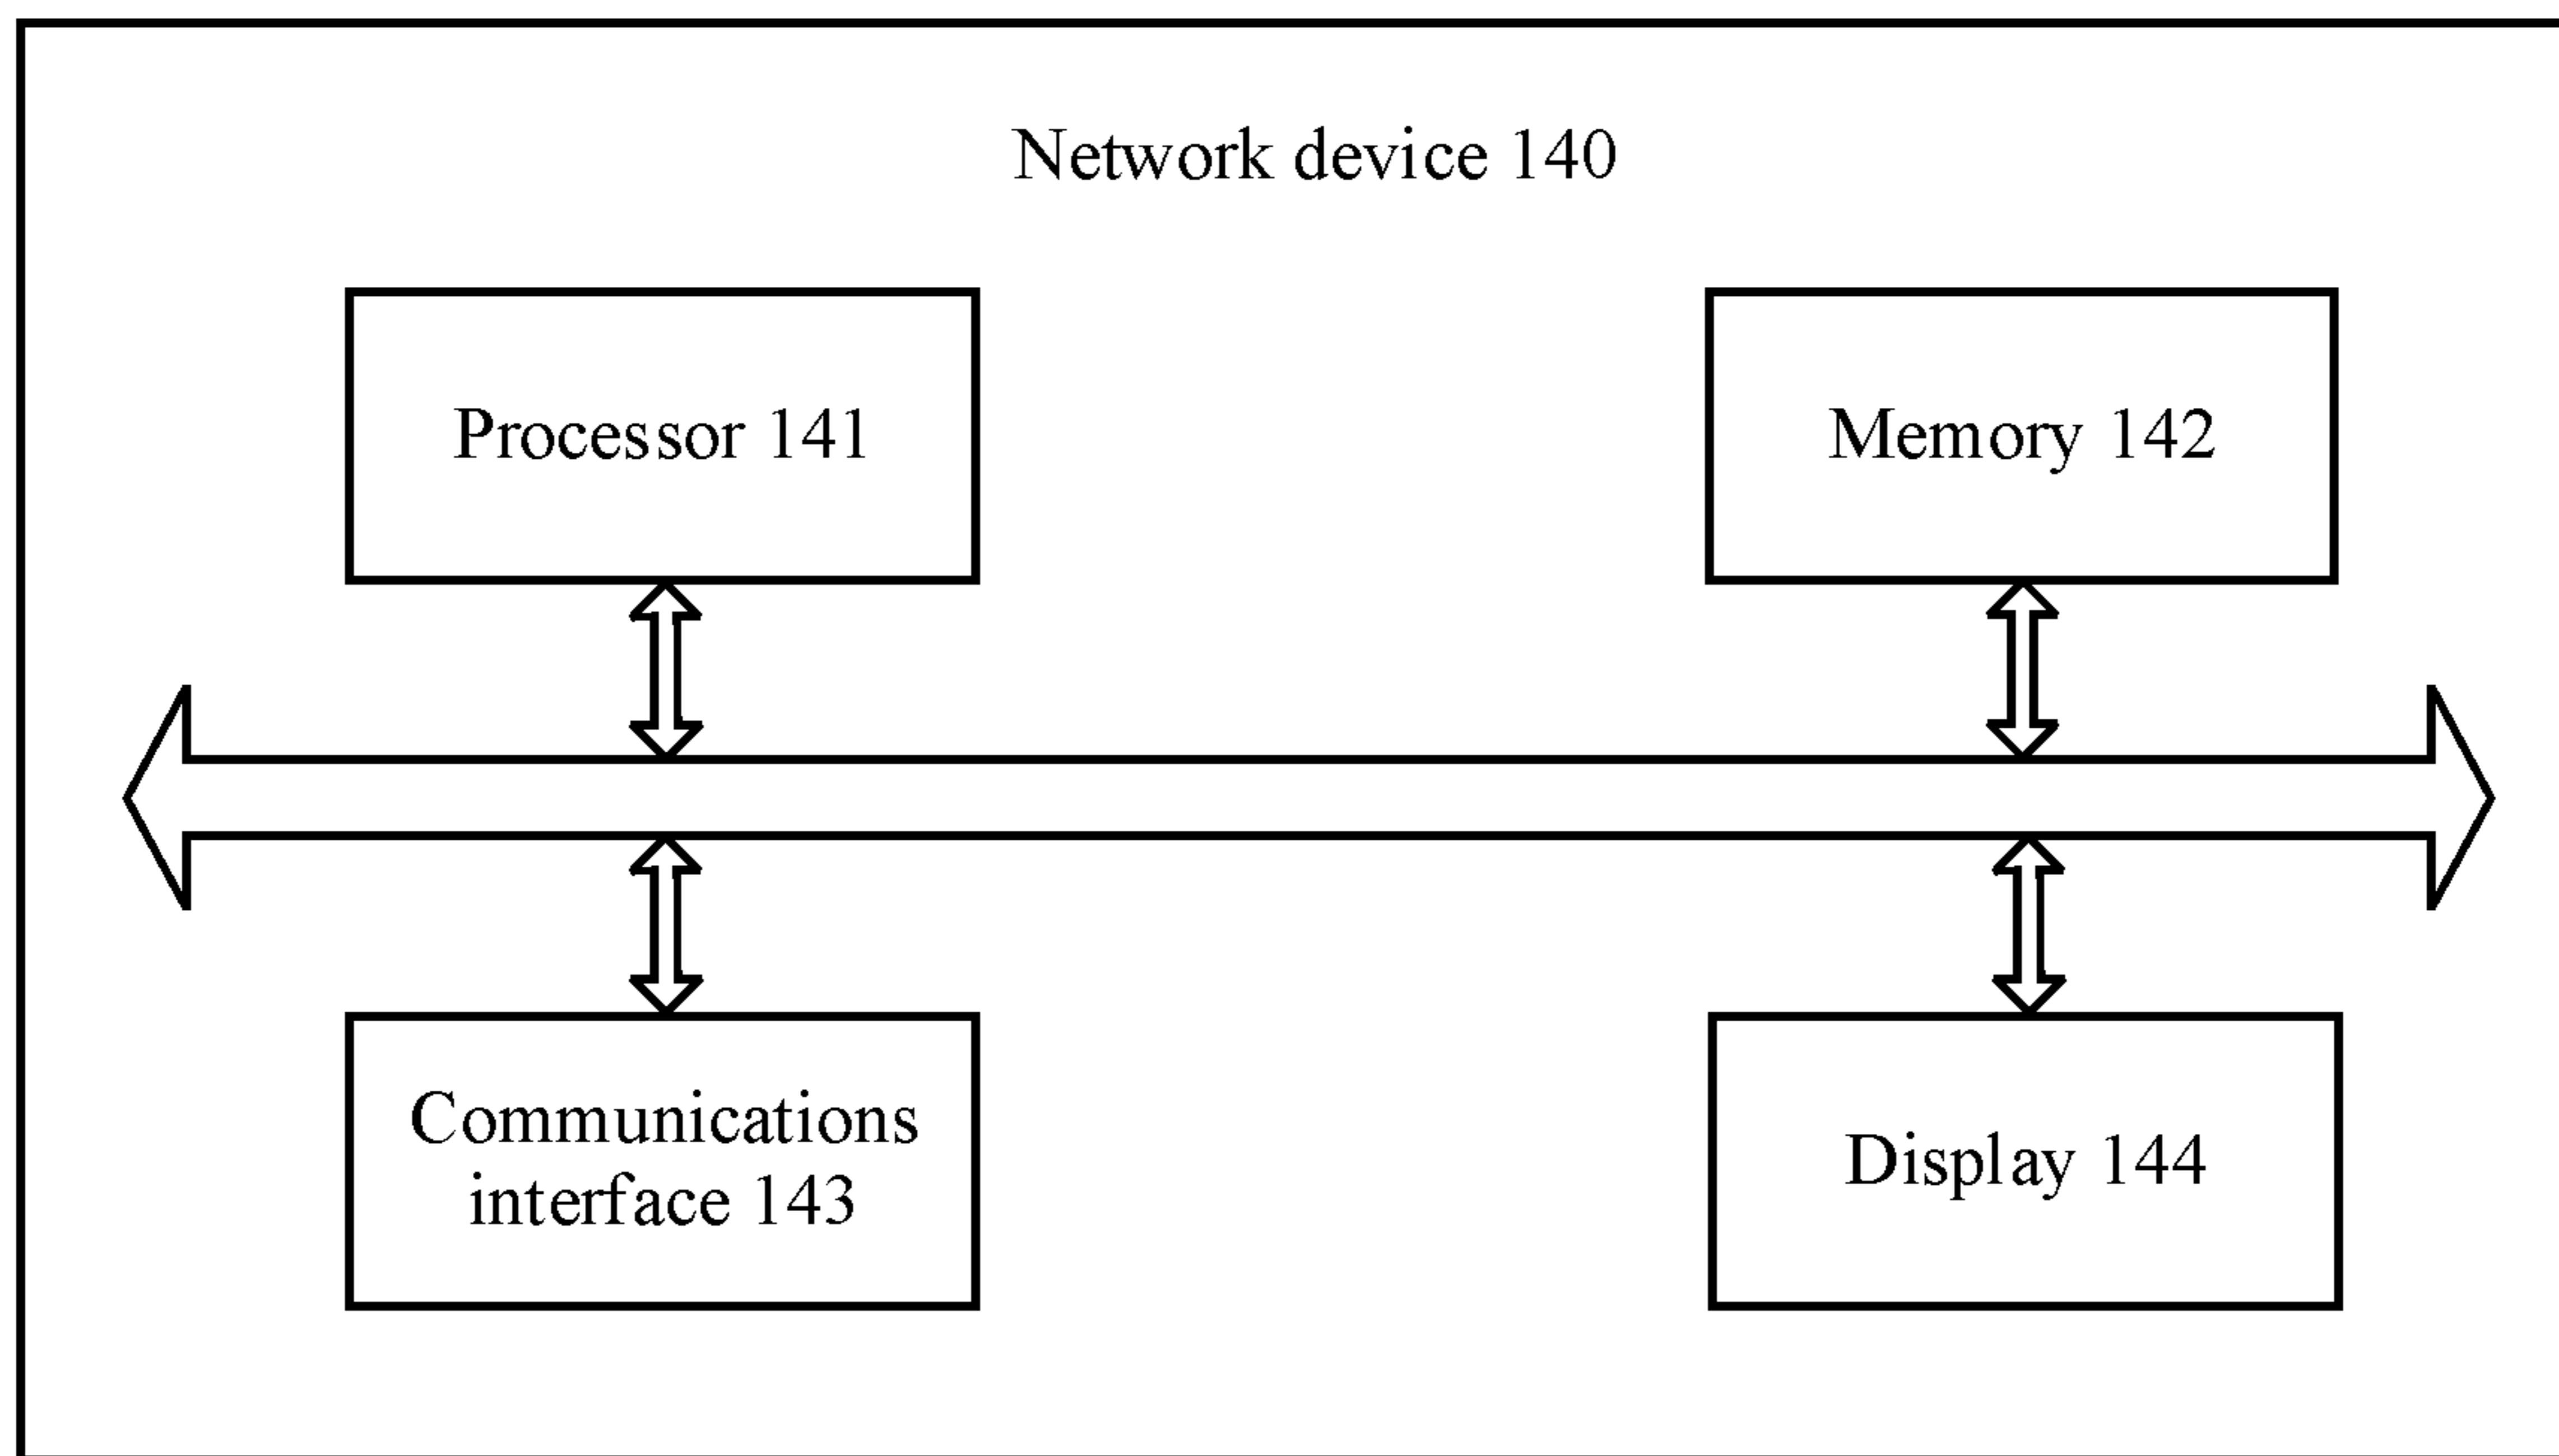 Network device 140
Processor 141
Memory 142
Communications
interface 143
Display 144